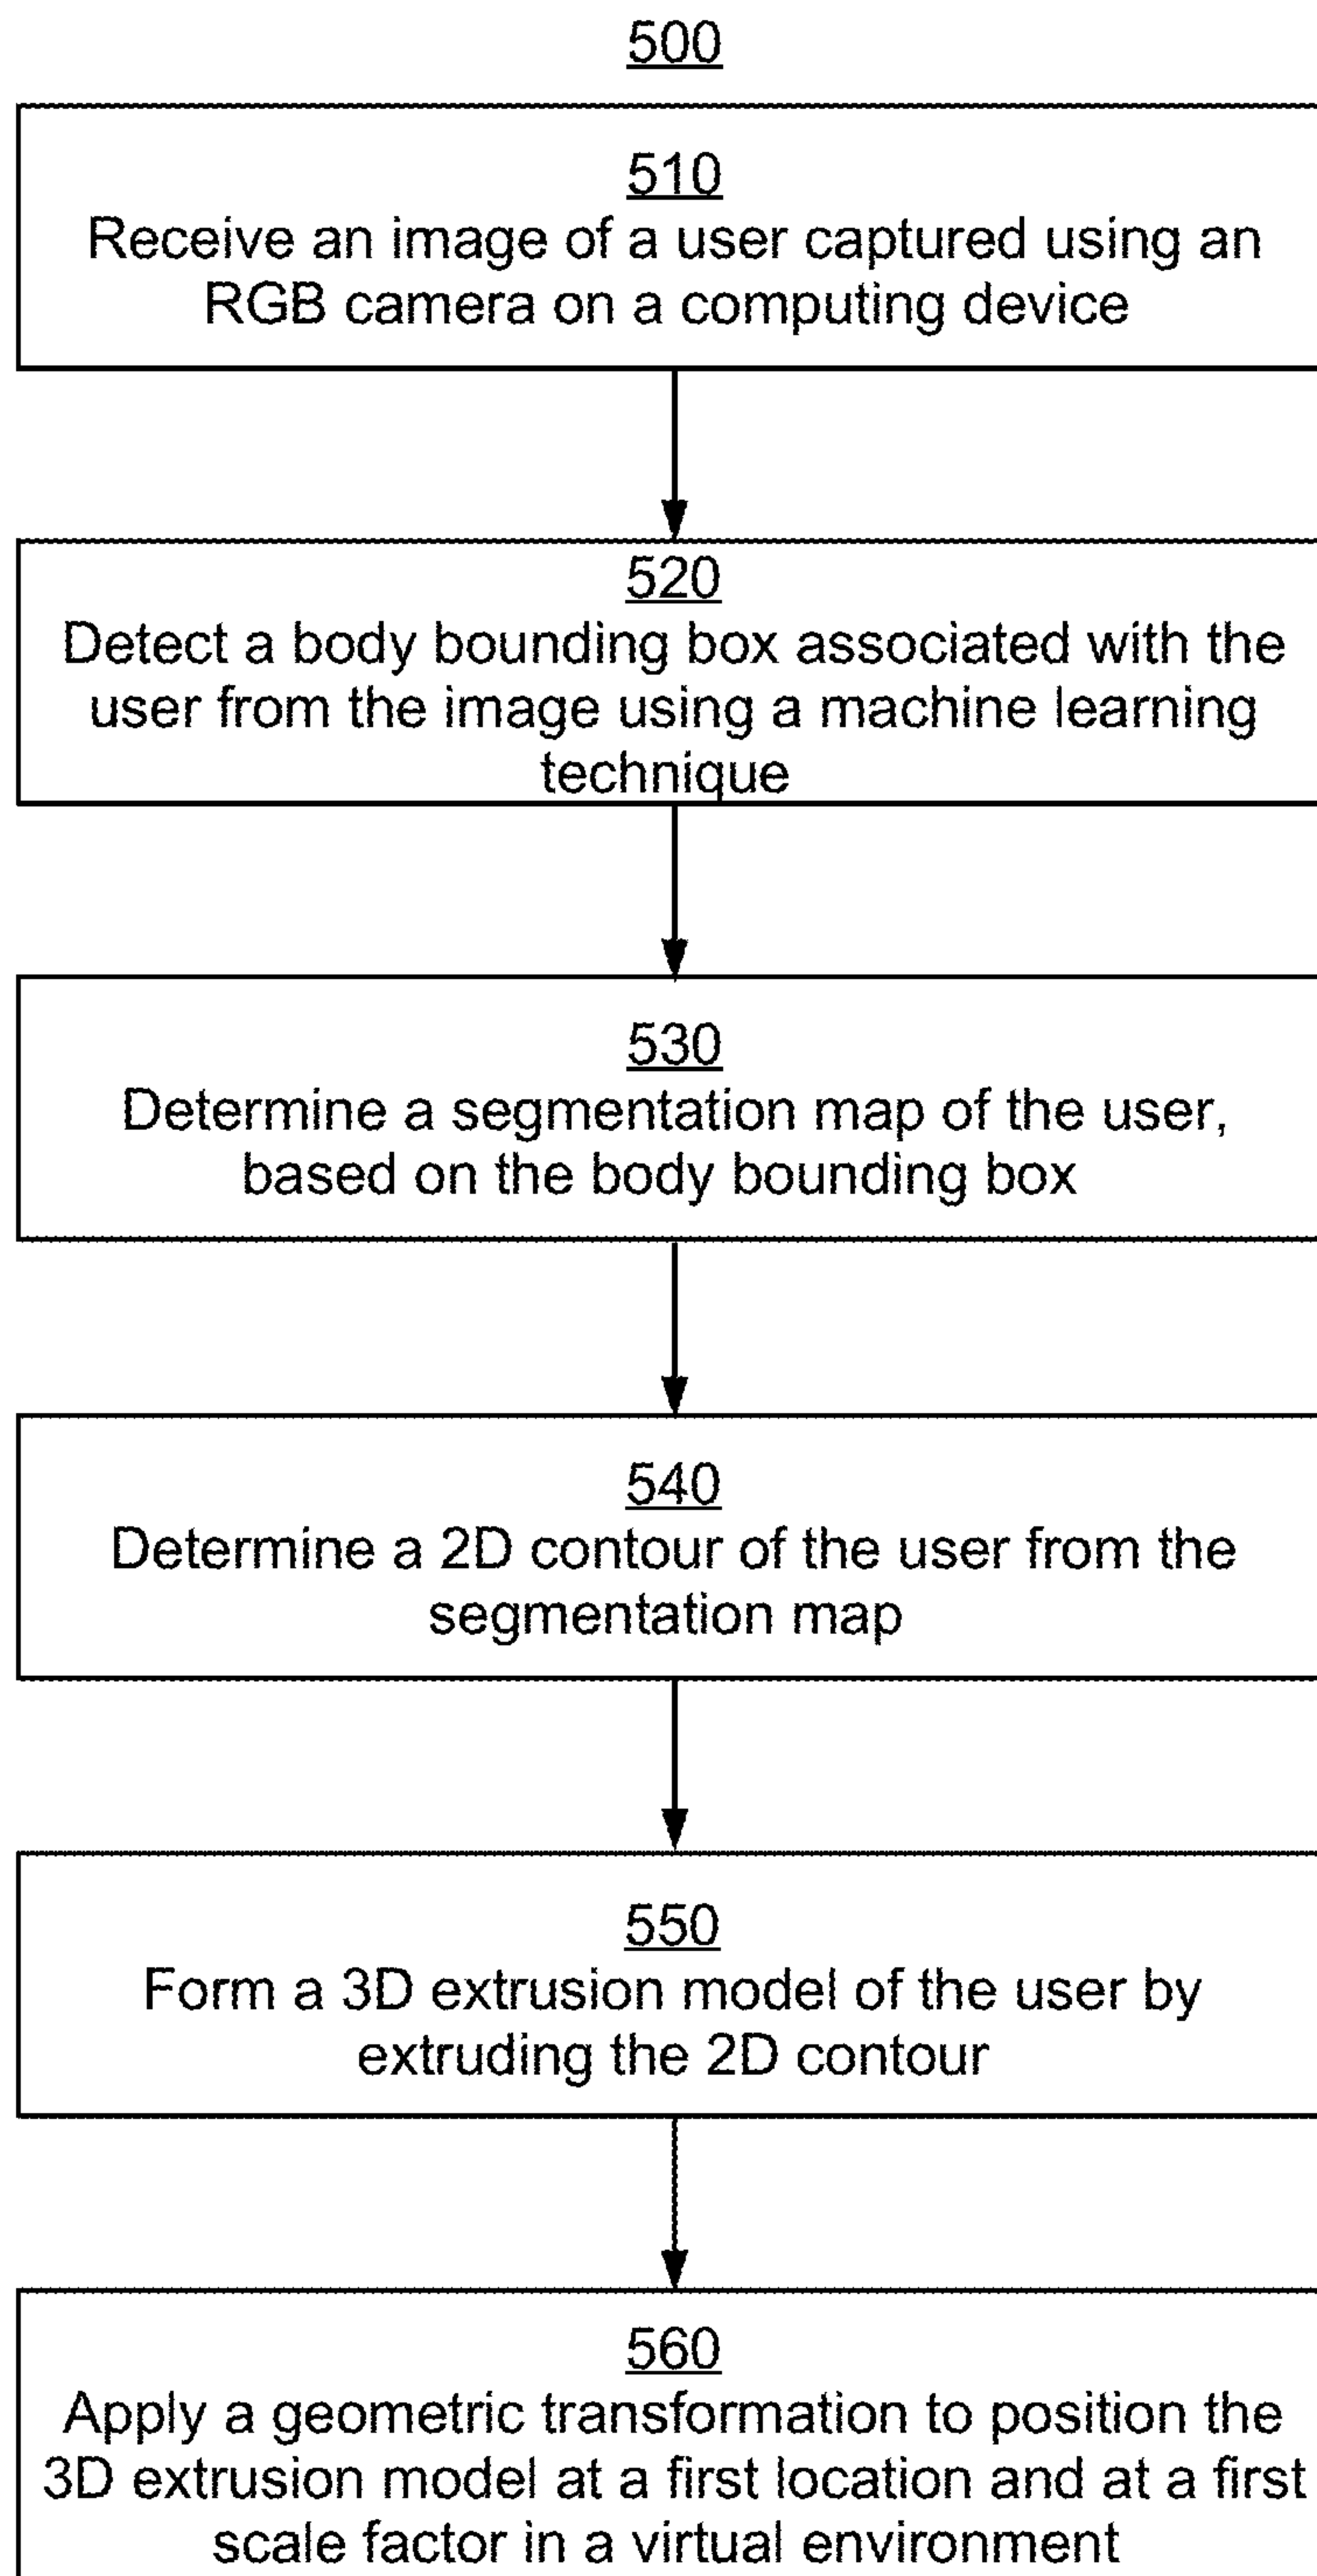 500
510
Receive an image of a user captured using an
RGB camera on a computing device
520
Detect a body bounding box associated with the
user from the image using a machine learning
technique
530
Determine a segmentation map of the user,
based on the body bounding box
540
Determine a 2D contour of the user from the
segmentation map
550
Form a 3D extrusion model of the user by
extruding the 2D contour
560
Apply a geometric transformation to position the
3D extrusion model at a first location and at a first
scale factor in a virtual environment